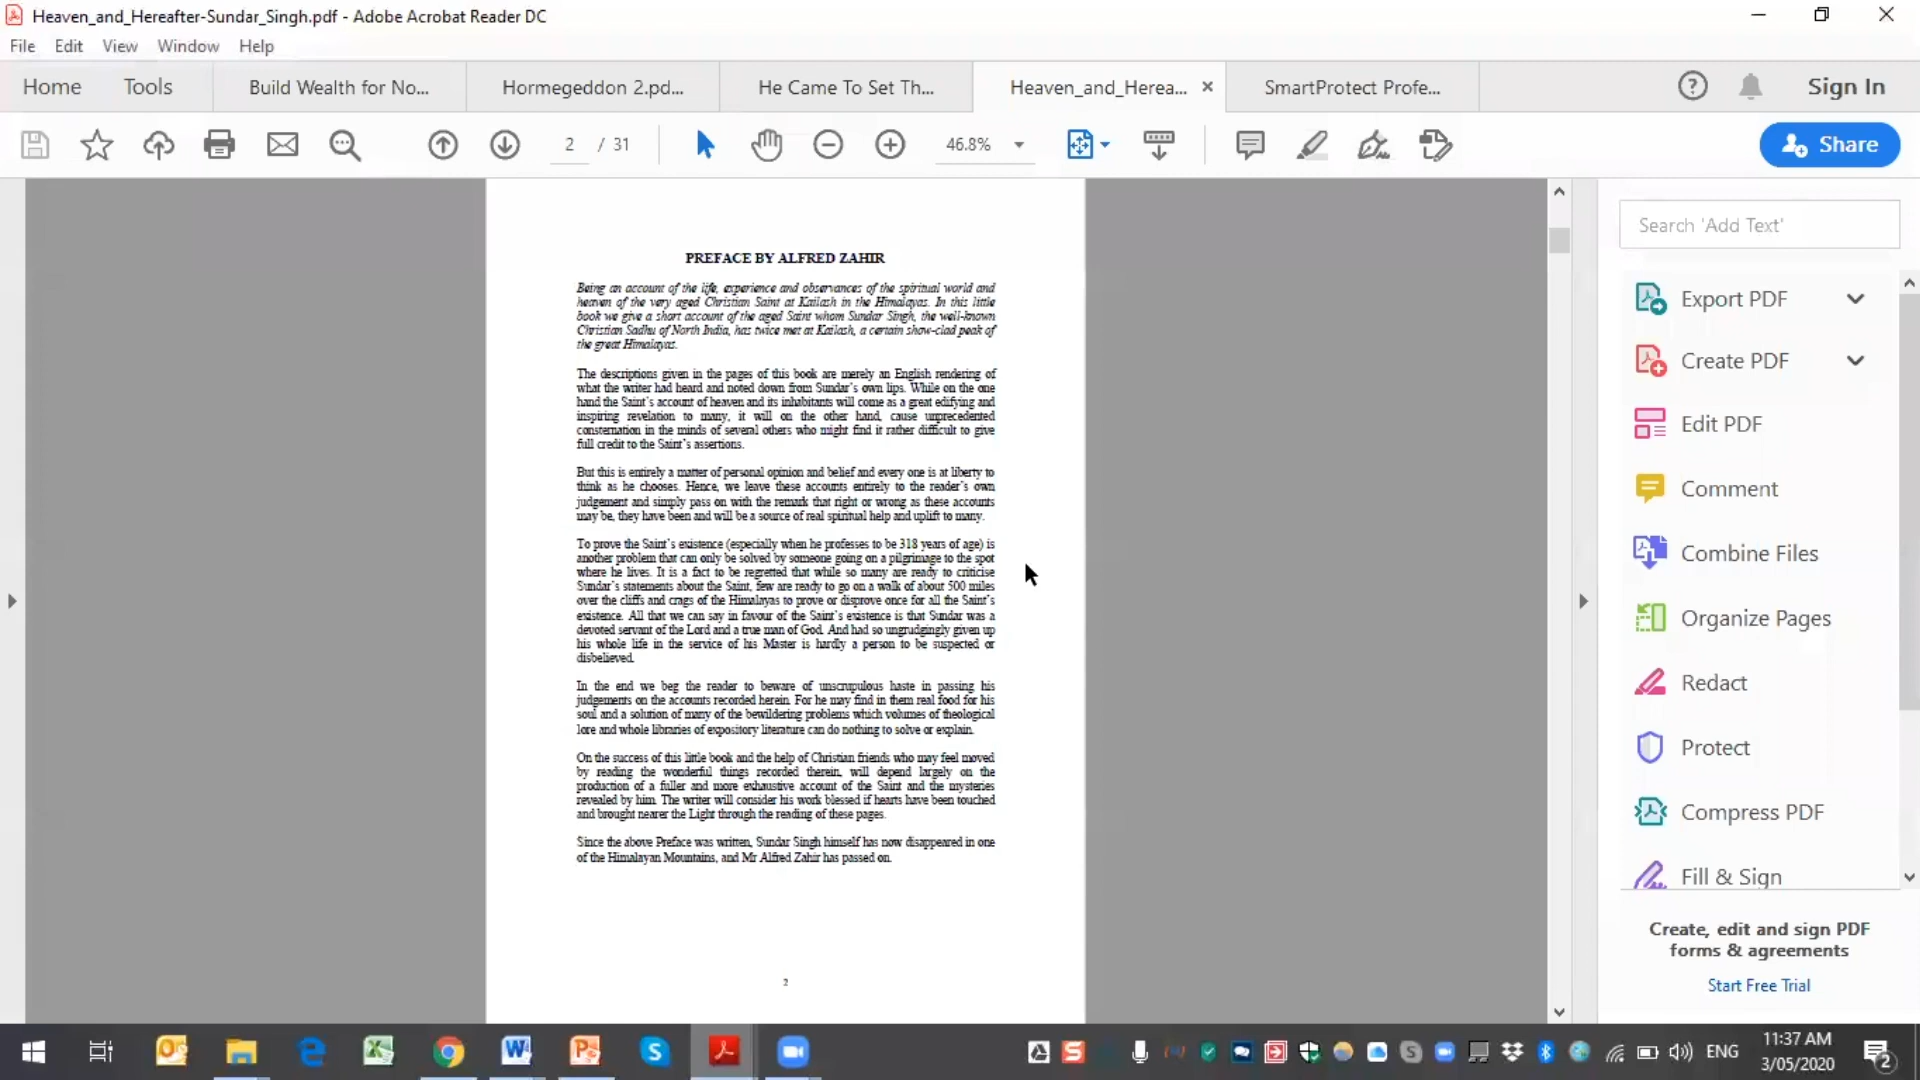 Heaven_and_Hereafter-Sundar_Singh.pdf - Adobe Acrobat Reader DC
File Edit View Window Help
Home Tools Build Wealth for No... Hormegeddon 2.pd... He Came To Set Th... Heaven_and_Herea... SmartProtect Profe... Sign In
2 / 31 46.8% Share
Search 'Add Text'
Export PDF
Create PDF
Edit PDF
Comment
Combine Files
Organize Pages
Redact
Protect
Compress PDF
Fill & Sign
Create, edit and sign PDF
forms & agreements
Start Free Trial
PREFACE BY ALFRED ZAHIR
Being an account of the life, experience and observances of the spiritual world and
heaven of the very aged Christian Saint at Kailash in the Himalayas. In this little
book we give a short account of the aged Saint whom Sundar Singh, the well-known
Christian Sadhu of North India, has twice met at Kailash, a certain show-clad peak of
the great Himalayas.
The descriptions given in the pages of this book are merely an English rendering of
what the writer had heard and noted down from Sundar's own lips. While on the one
hand the Saint's account of heaven and its inhabitants will come as a great edifying and
inspiring revelation to many, it will on the other hand, cause unprecedented
consternation in the minds of several others who might find it rather difficult to give
full credit to the Saint's assertions.
But this is entirely a matter of personal opinion and belief and every one is at liberty to
think as he chooses. Hence, we leave these accounts entirely to the reader's own
judgement and simply pass on with the remark that right or wrong as these accounts
may be, they have been and will be a source of real spiritual help and uplift to many.
To prove the Saint's existence (especially when he professes to be 318 years of age) is
another problem that can only be solved by someone going on a pilgrimage to the spot
where he lives. It is a fact to be regretted that while so many are ready to criticise
Sundar's statements about the Saint, few are ready to go on a walk of about 500 miles
over the cliffs and crags of the Himalayas to prove or disprove once for all the Saint's
existence. All that we can say in favour of the Saint's existence is that Sundar was a
devoted servant of the Lord and a true man of God. And had so ungrudgingly given up
his whole life in the service of his Master is hardly a person to be suspected or
disbelieved.
In the end we beg the reader to beware of unscrupulous haste in passing his
judgements on the accounts recorded herein. For he may find in them real food for his
soul and a solution of many of the bewildering problems which volumes of theological
lore and whole libraries of expository literature can do nothing to solve or explain.
On the success of this little book and the help of Christian friends who may feel moved
by reading the wonderful things recorded therein, will depend largely on the
production of a fuller and more exhaustive account of the Saint and the mysteries
revealed by him. The writer will consider his work blessed if hearts have been touched
and brought nearer the Light through the reading of these pages.
Since the above Preface was written, Sundar Singh himself has now disappeared in one
of the Himalayan Mountains, and Mr Alfred Zahir has passed on.
2
ENG
11:37 AM
3/05/2020
2